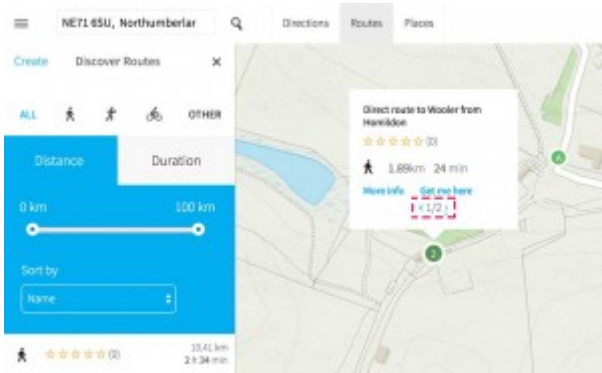 NE71 6SU, Northumberlar
Directions
Routes
Places
Create
Discover Routes
×
ALL
OTHER
Distance
Duration
0 km
100 km
Sort by
Name
(0)
10.41 km
2 h 34 min
Direct route to Wooler from
Humbleton
(0)
1.89km 24 min
More info Get me here
‹ 1/2 ›
A
2